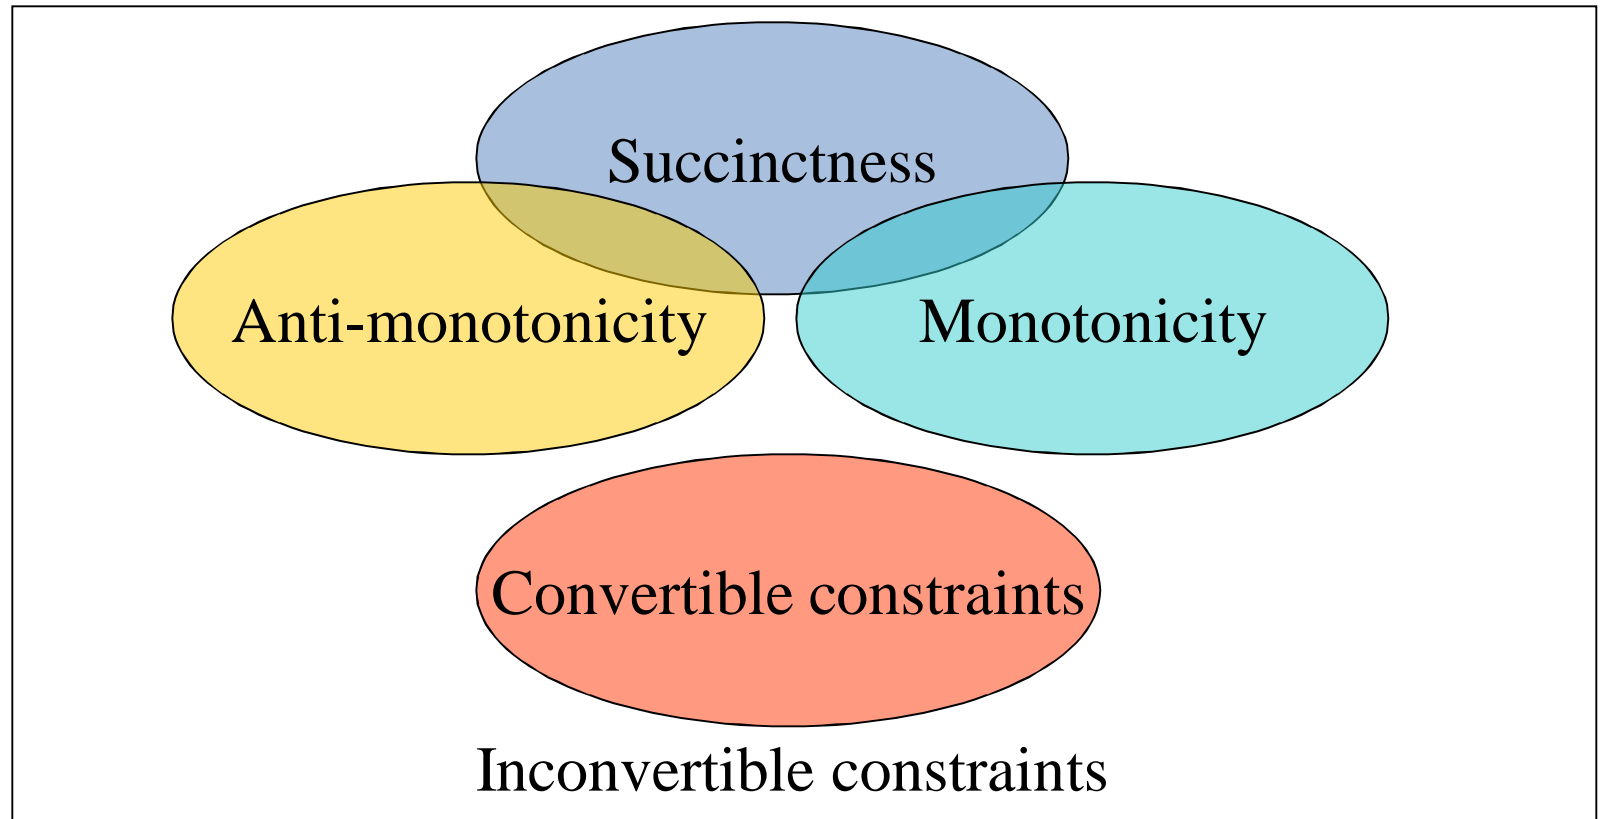 Succinctness
Anti-monotonicity
Monotonicity
Convertible constraints
Inconvertible constraints